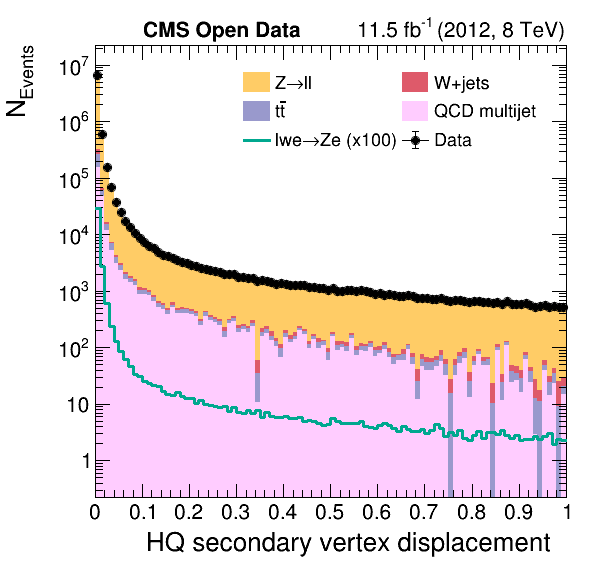 CMS Open Data 11.5 fb⁻¹ (2012, 8 TeV)
N_Events
Z→ll W+jets
tt̄ QCD multijet
lwe→Ze (x100) Data
10⁷
10⁶
10⁵
10⁴
10³
10²
10
1
0 0.1 0.2 0.3 0.4 0.5 0.6 0.7 0.8 0.9 1
HQ secondary vertex displacement